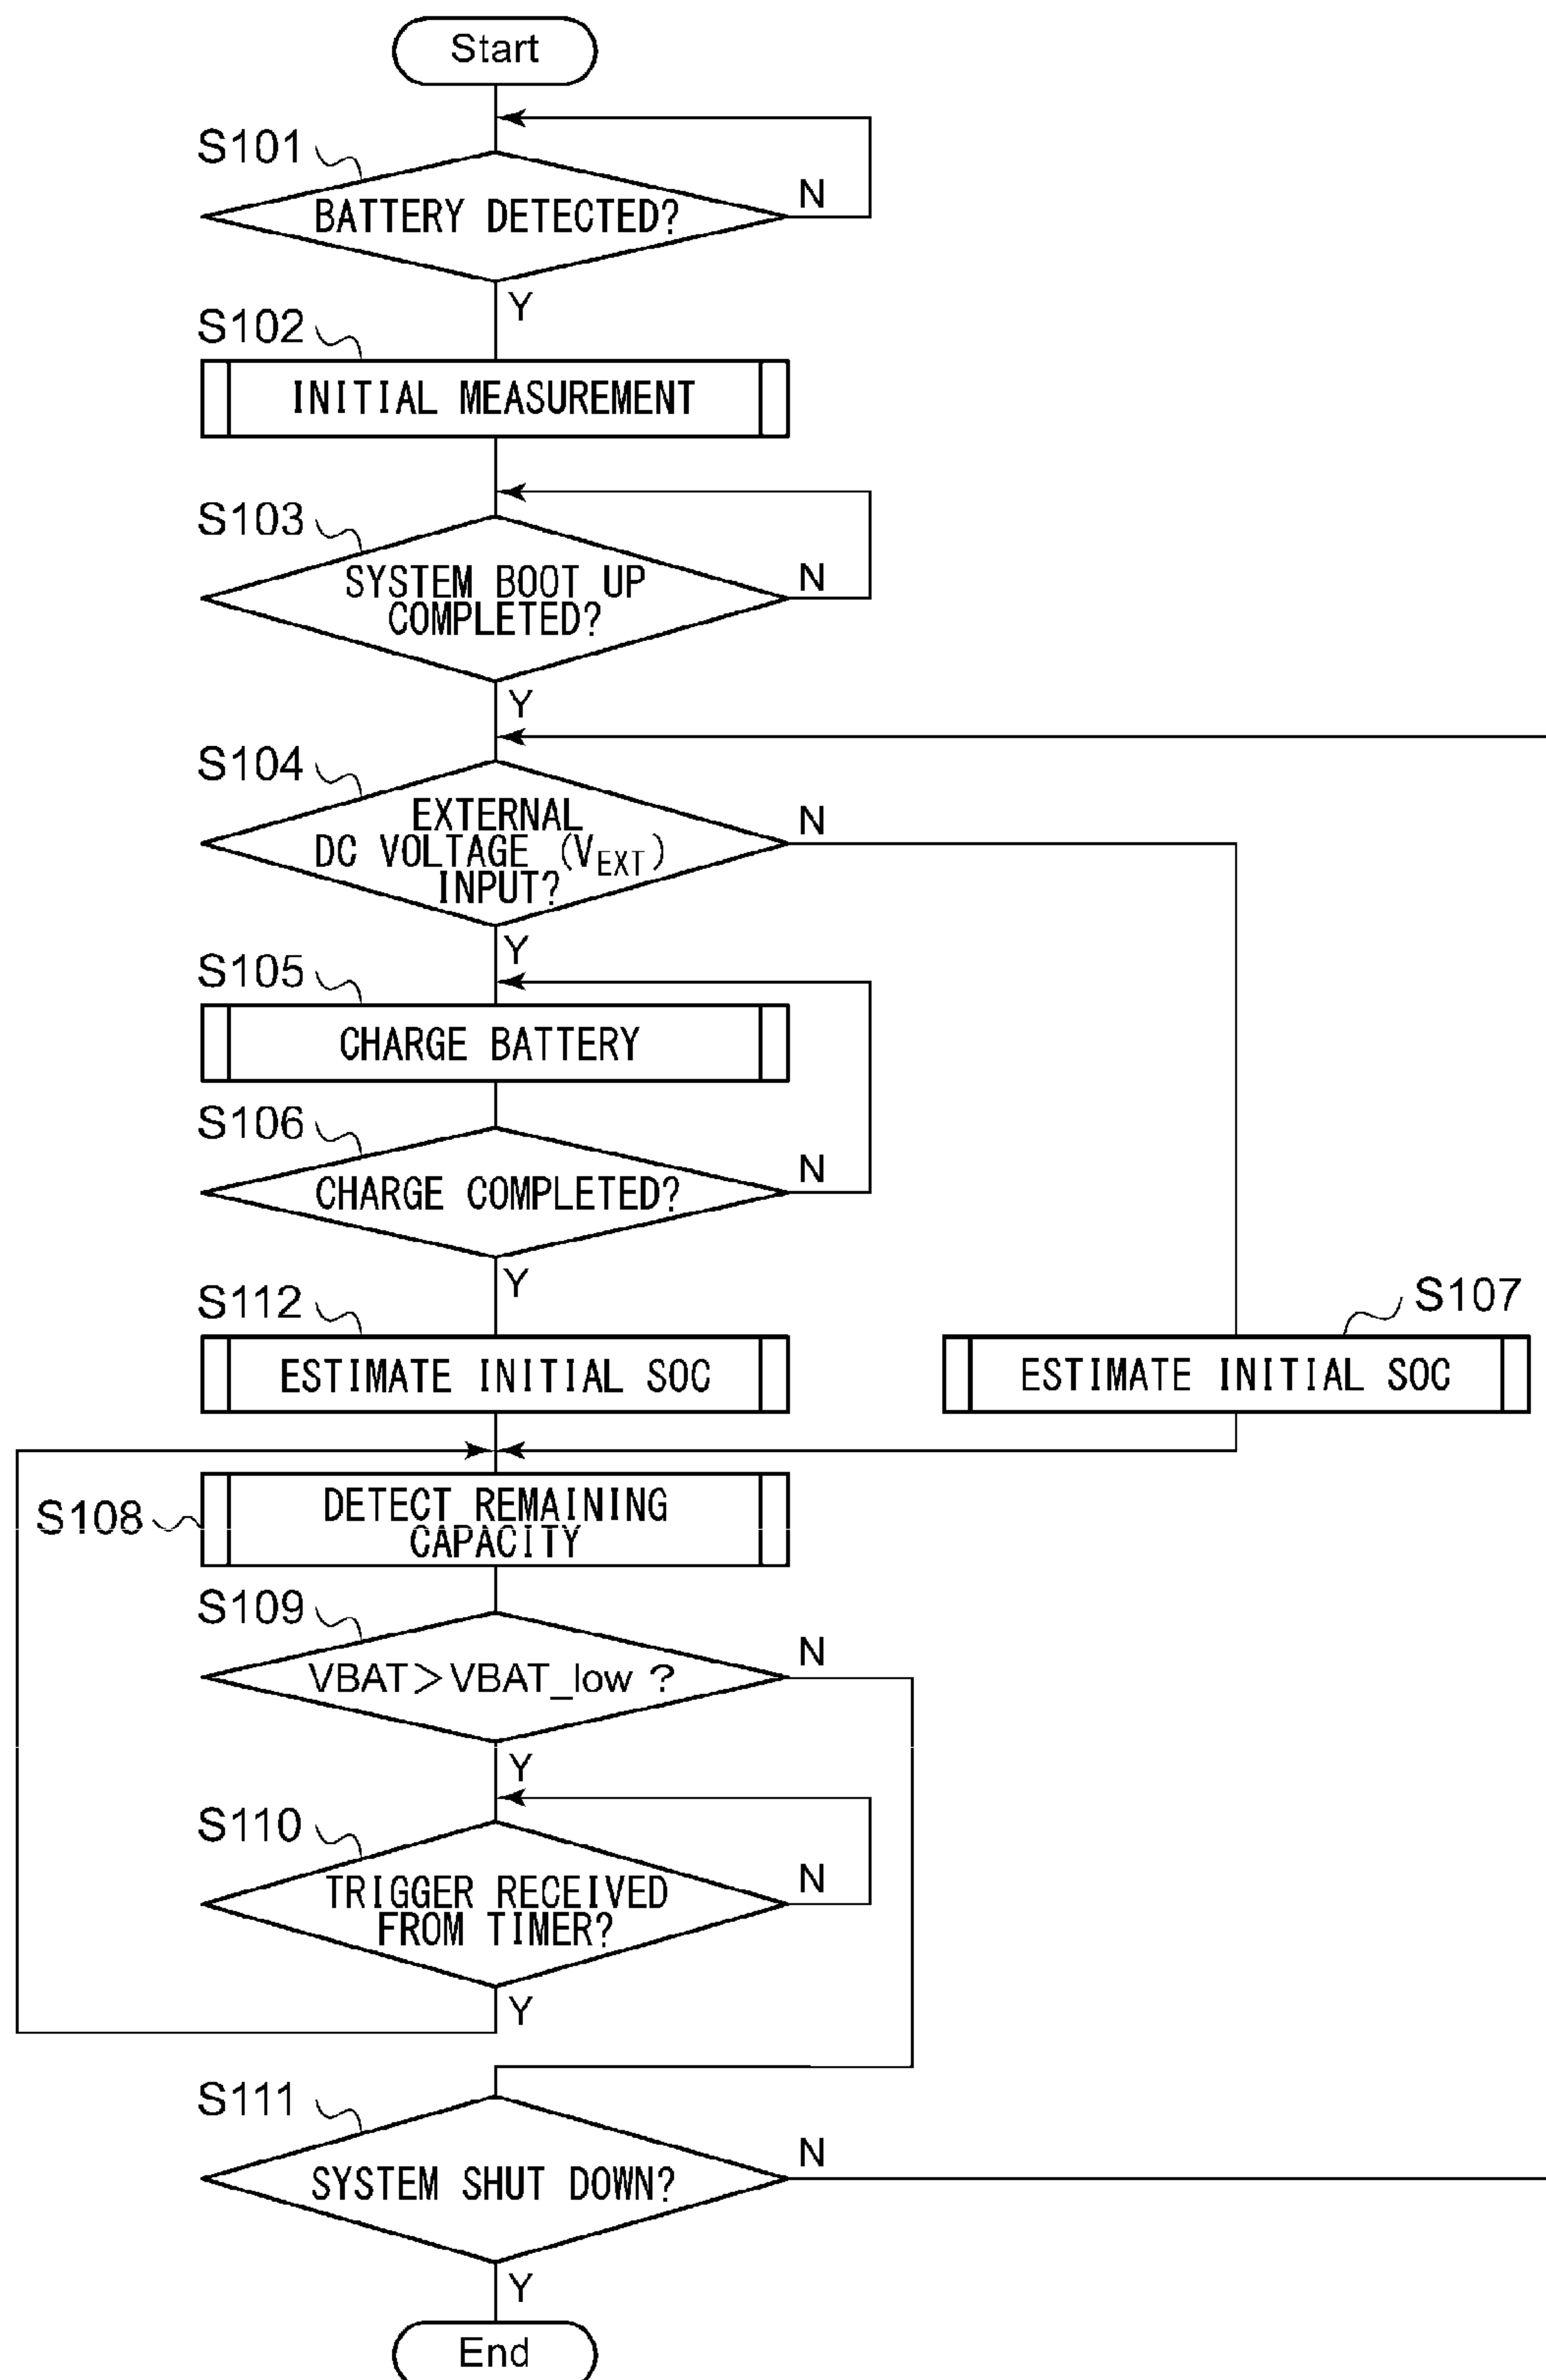 Start
S101
BATTERY DETECTED?
N
Y
S102
INITIAL MEASUREMENT
S103
SYSTEM BOOT UP
COMPLETED?
N
Y
S104
EXTERNAL
DC VOLTAGE (VEXT)
INPUT?
N
Y
S105
CHARGE BATTERY
S106
CHARGE COMPLETED?
N
Y
S112
ESTIMATE INITIAL SOC
S107
ESTIMATE INITIAL SOC
S108
DETECT REMAINING
CAPACITY
S109
VBAT>VBAT_low ?
N
Y
S110
TRIGGER RECEIVED
FROM TIMER?
N
Y
S111
SYSTEM SHUT DOWN?
N
Y
End